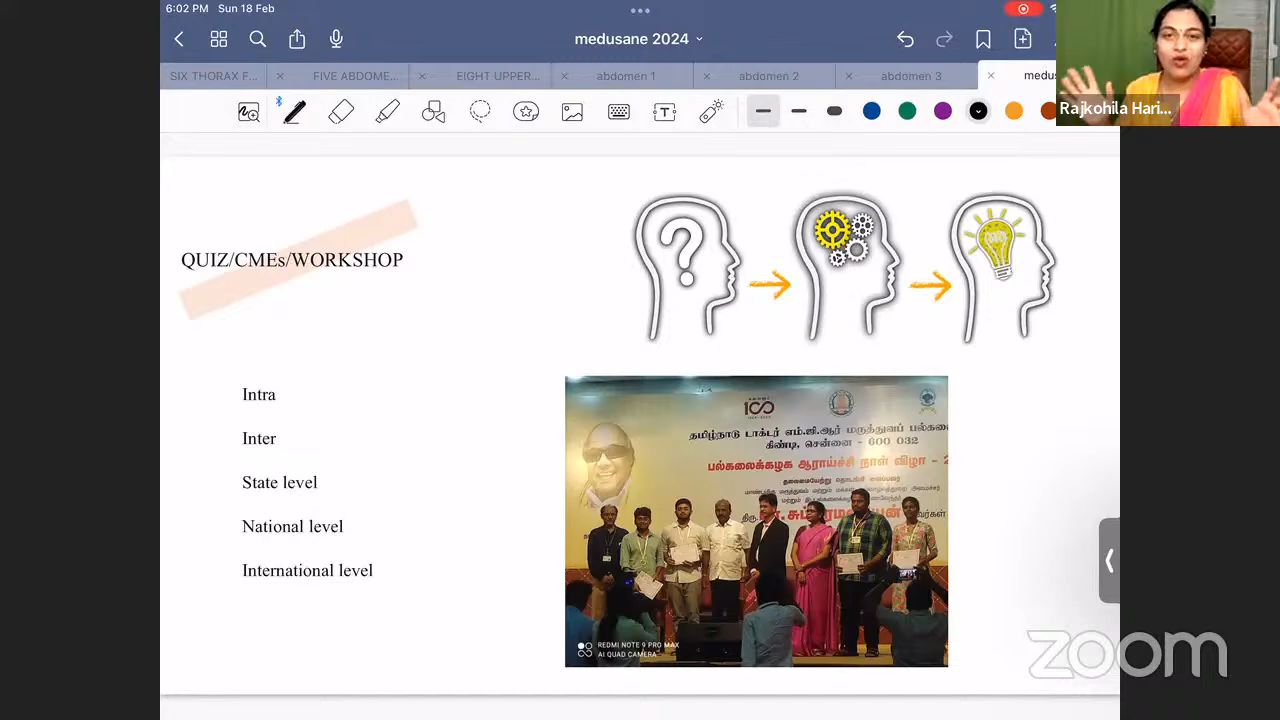 6:02 PM Sun 18 Feb
medusane 2024
SIX THORAX F...
FIVE ABDOME...
EIGHT UPPER...
abdomen 1
abdomen 2
abdomen 3
medus
T
Rajkohila Hari...
QUIZ/CMEs/WORKSHOP
?
Intra
Inter
State level
National level
International level
100
தமிழ்நாடு டாக்டர் எம்.ஜி.ஆர் மருத்துவப் பல்கலை
கிண்டி, சென்னை - 600 032
பல்கலைக்கழக ஆராய்ச்சி நாள் விழா - 2
தலைமையேற்று
திரு.
REDMI NOTE 9 PRO MAX
AI QUAD CAMERA
zoom